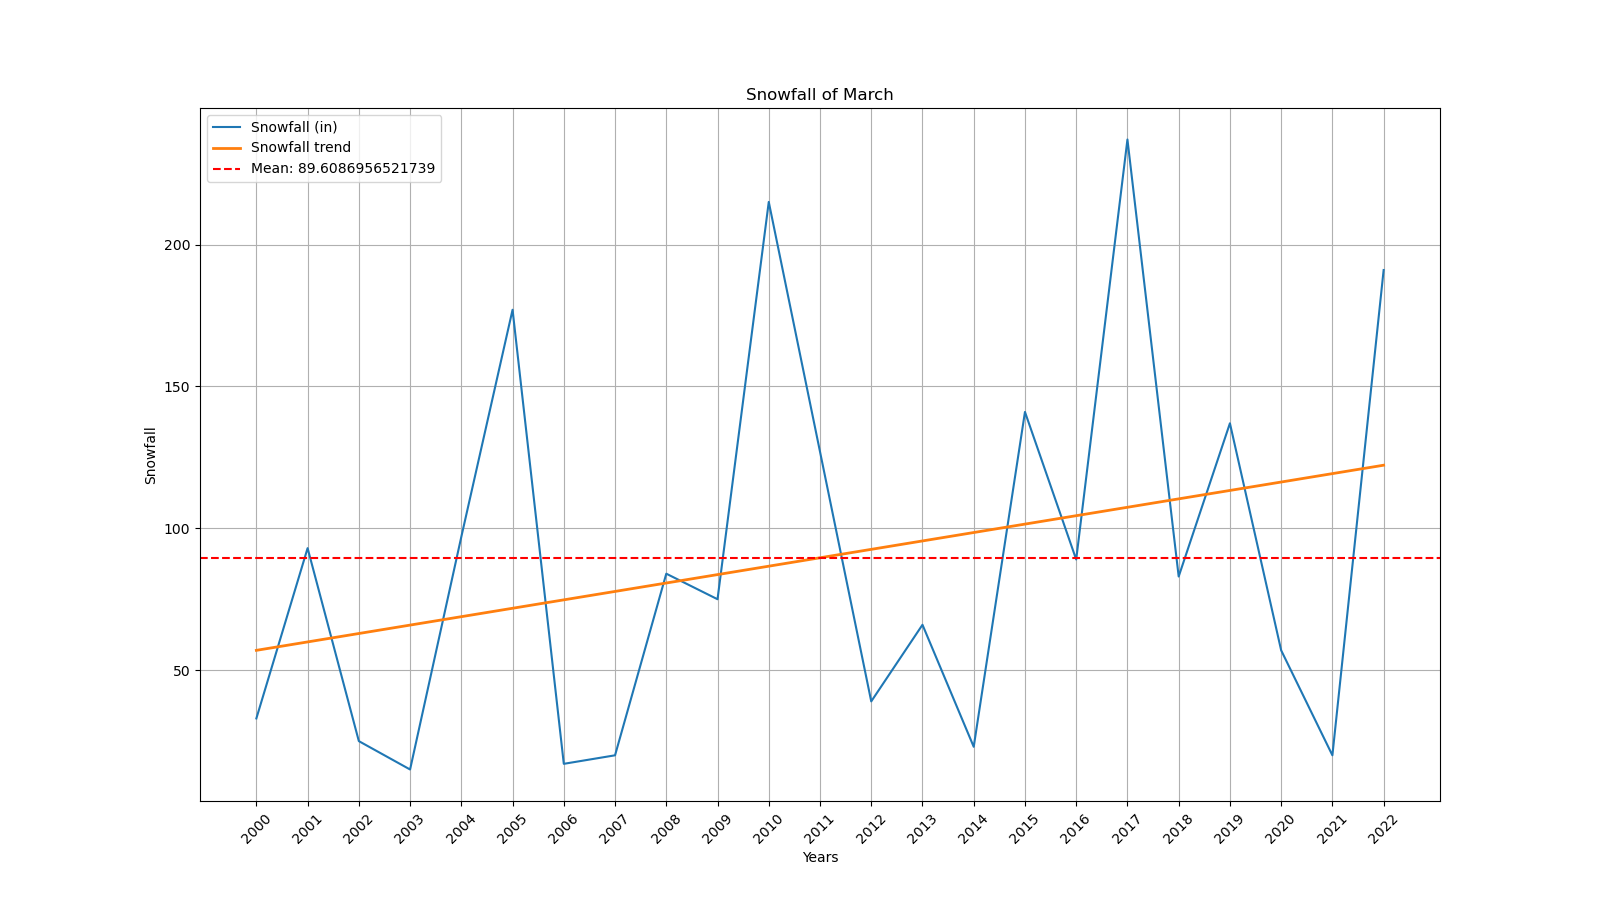 Snowfall of March
Snowfall (in)
Snowfall trend
Mean: 89.6086956521739
200
150
100
50
Snowfall
2000 2001 2002 2003 2004 2005 2006 2007 2008 2009 2010 2011 2012 2013 2014 2015 2016 2017 2018 2019 2020 2021 2022
Years